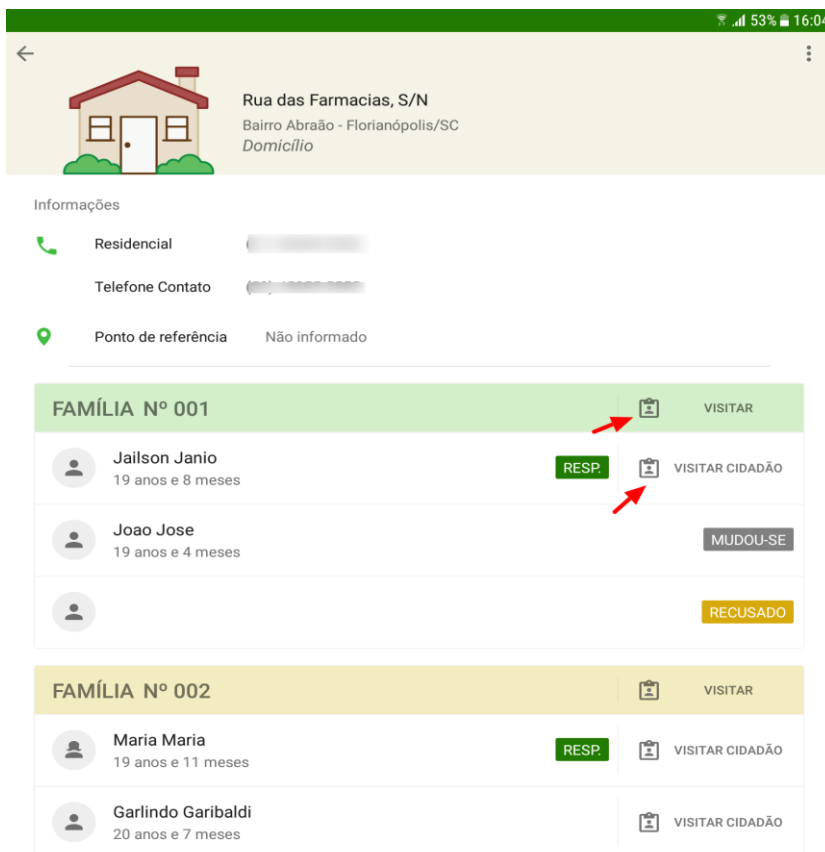 53% 16:04
Rua das Farmacias, S/N
Bairro Abraão - Florianópolis/SC
Domicílio
Informações
Residencial
Telefone Contato
Ponto de referência Não informado
FAMÍLIA Nº 001 VISITAR
Jailson Janio
19 anos e 8 meses
RESP. VISITAR CIDADÃO
Joao Jose
19 anos e 4 meses
MUDOU-SE
RECUSADO
FAMÍLIA Nº 002 VISITAR
Maria Maria
19 anos e 11 meses
RESP. VISITAR CIDADÃO
Garlindo Garibaldi
20 anos e 7 meses
VISITAR CIDADÃO